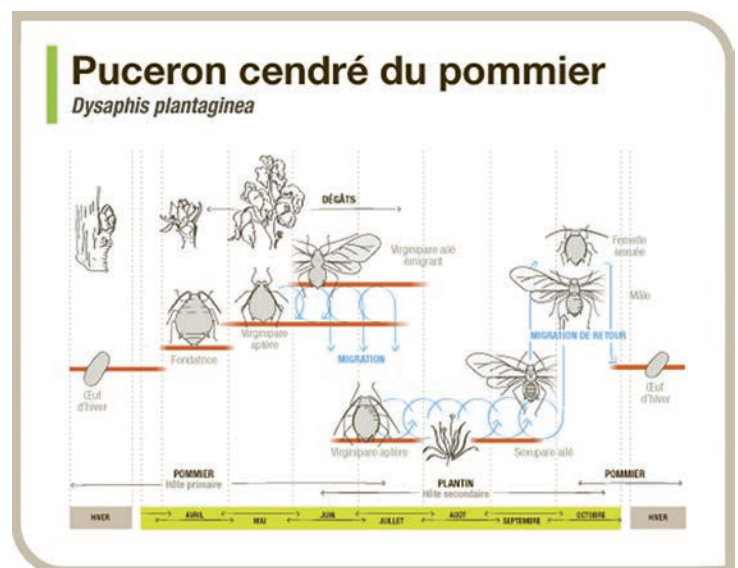 Puceron cendré du pommier
Dysaphis plantaginea
DÉGÂTS
Virginipare ailé
émigrant
Femelle
sexuée
Mâle
Virginipare
aptère
Fondatrice
MIGRATION
MIGRATION DE RETOUR
Œuf
d'hiver
Œuf
d'hiver
Virginipare aptère
Sexupare ailé
POMMIER
Hôte primaire
PLANTIN
Hôte secondaire
POMMIER
HIVER
AVRIL
MAI
JUIN
JUILLET
AOÛT
SEPTEMBRE
OCTOBRE
HIVER